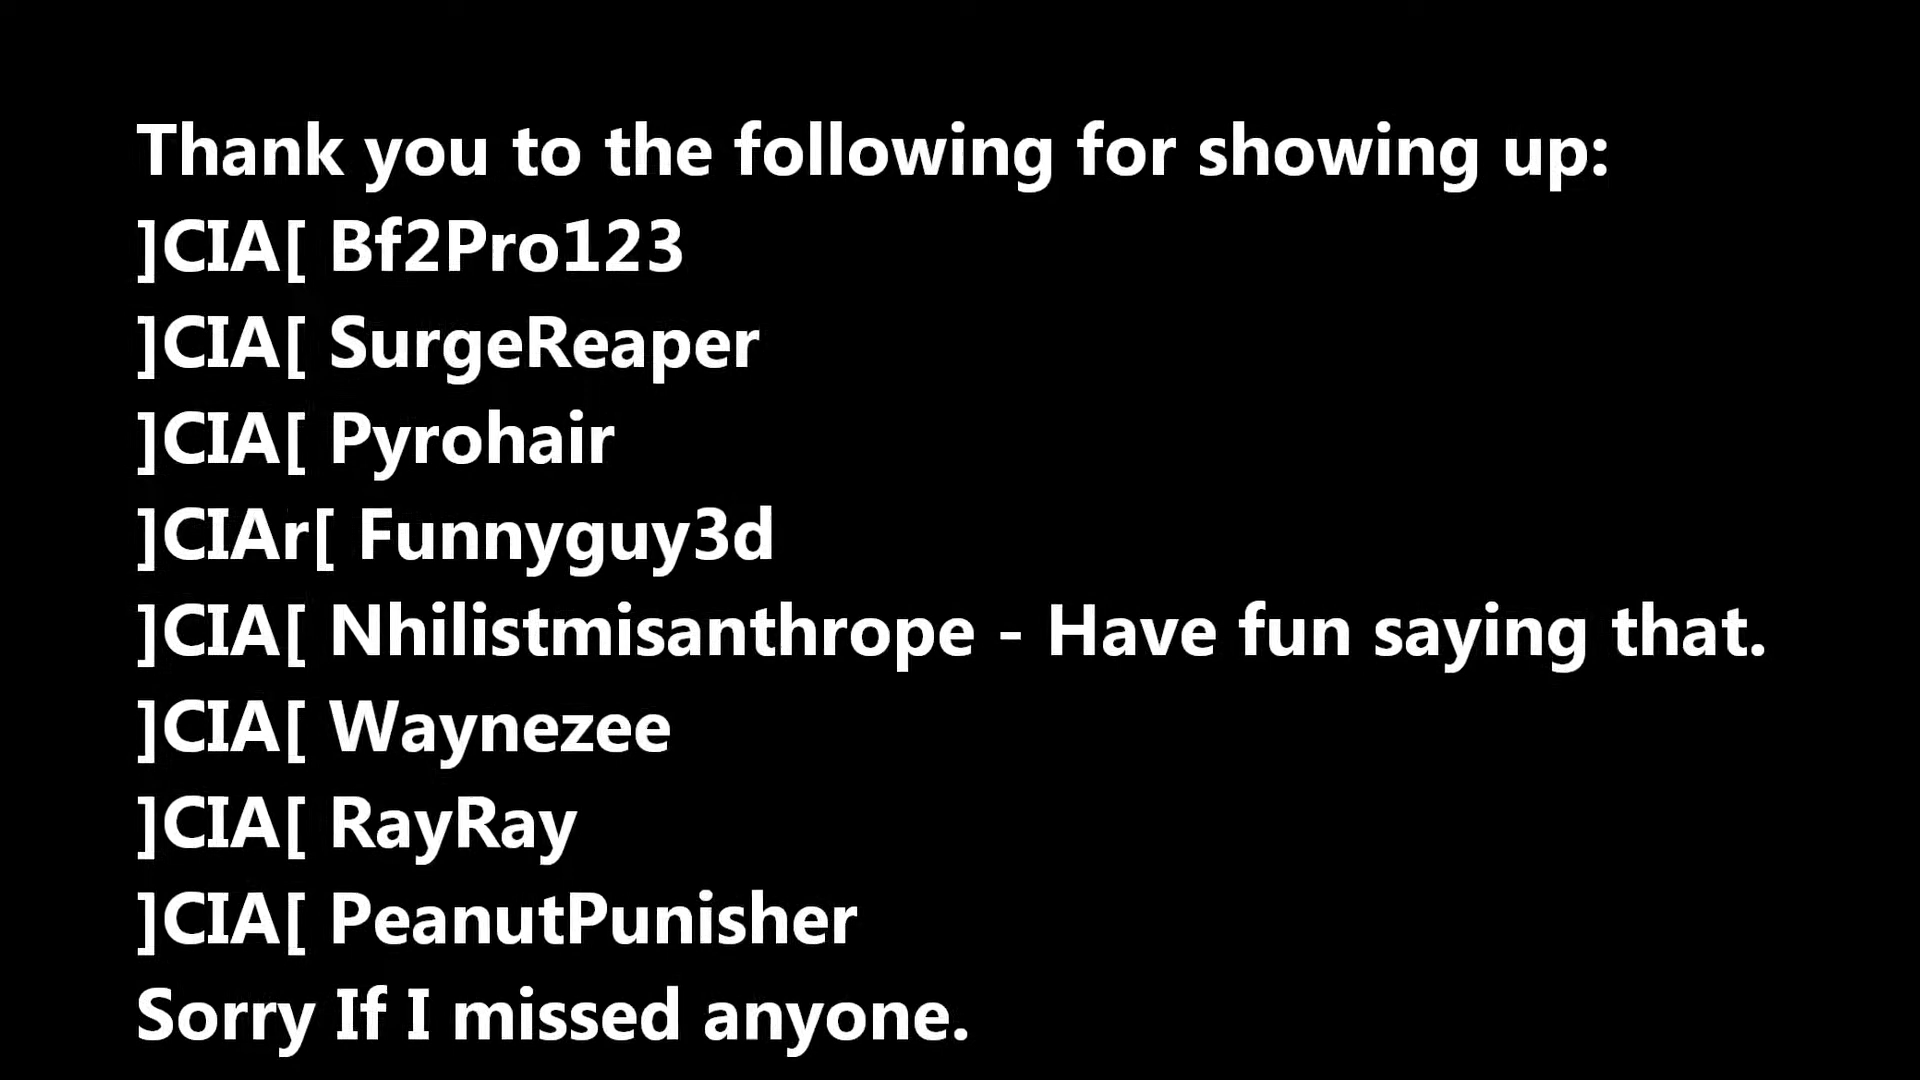 Thank you to the following for showing up:
]CIA[ Bf2Pro123
]CIA[ SurgeReaper
]CIA[ Pyrohair
]CIAr[ Funnyguy3d
]CIA[ Nhilistmisanthrope - Have fun saying that.
]CIA[ Waynezee
]CIA[ RayRay
]CIA[ PeanutPunisher
Sorry If I missed anyone.